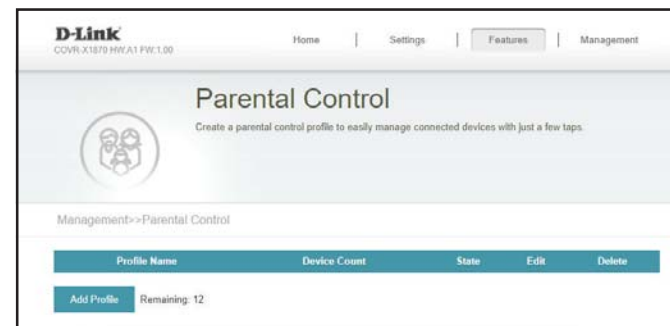 D-Link
COVR-X1870 HW:A1 FW:1.00
Home | Settings | Features | Management
Parental Control
Create a parental control profile to easily manage connected devices with just a few taps.
Management>>Parental Control
Profile Name Device Count State Edit Delete
Add Profile Remaining: 12